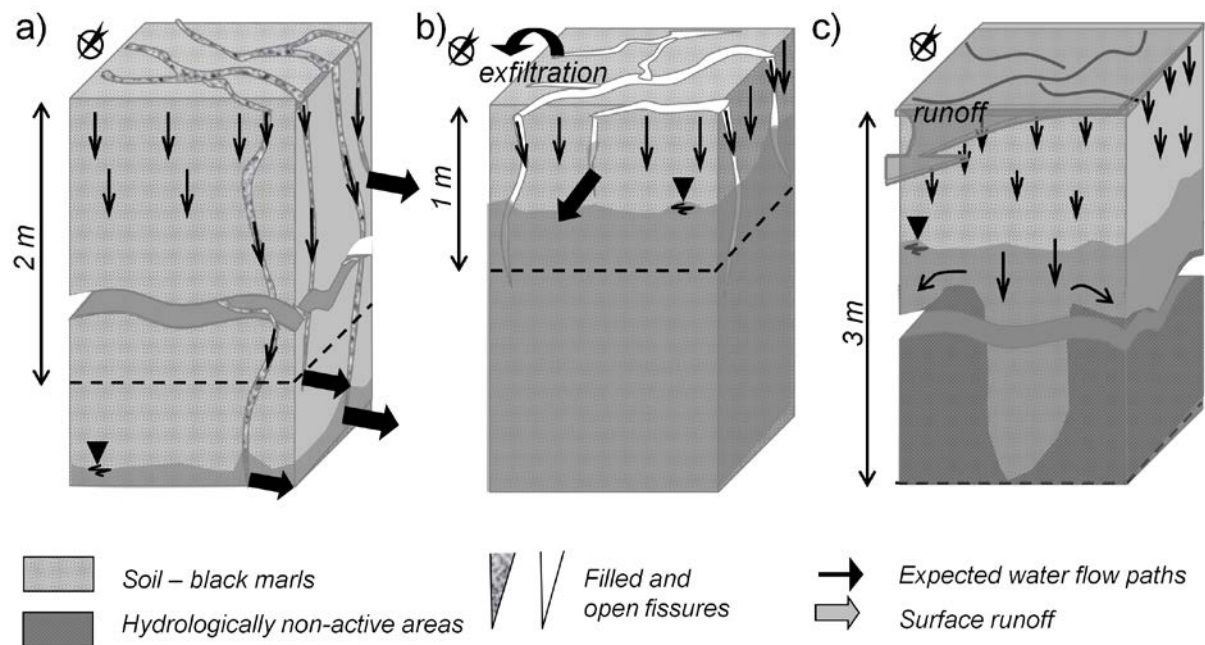 a)
b)
c)
exfiltration
runoff
2 m
1 m
3 m
Soil – black marls
Hydrologically non-active areas
Filled and
open fissures
Expected water flow paths
Surface runoff